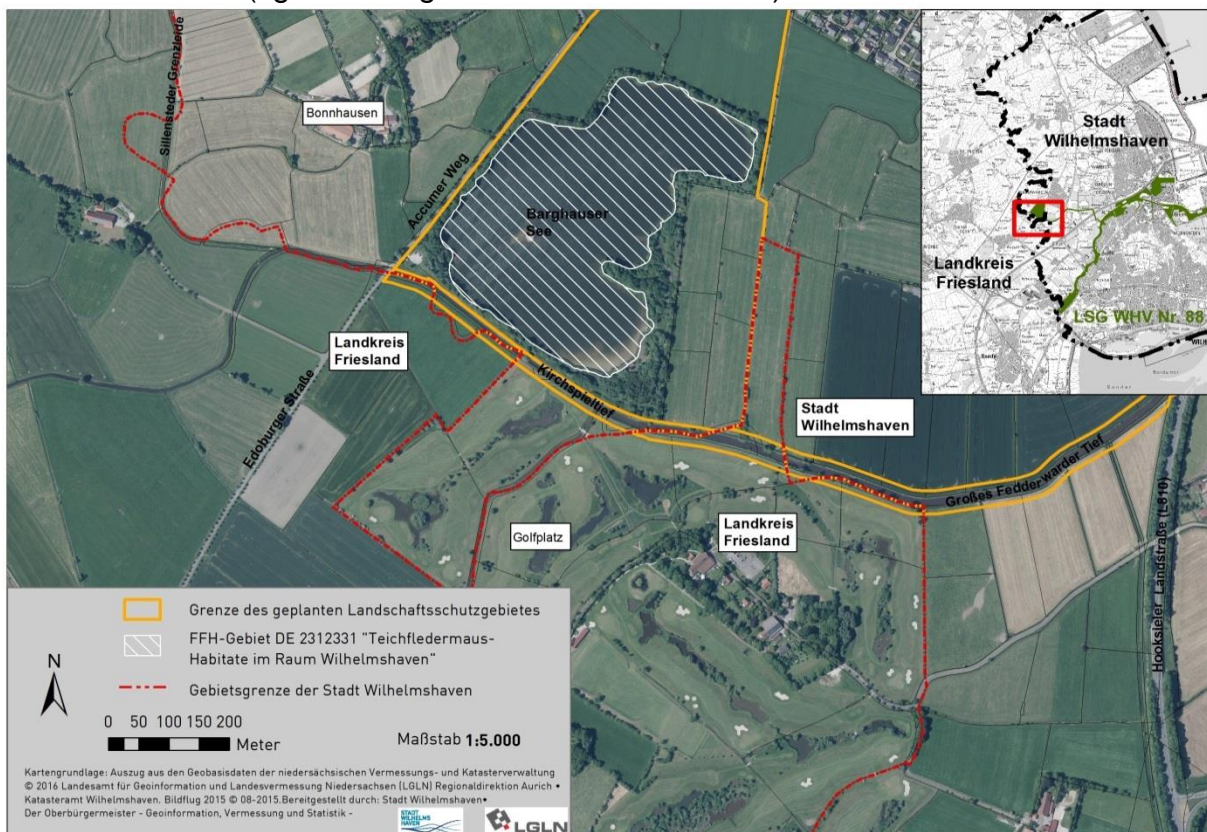 Sillensteder Grenzleide
Bonnhausen
Accumer Weg
Barghauser
See
Stadt
Wilhelmshaven
Landkreis
Friesland
LSG WHV Nr. 88
Landkreis
Friesland
Kirchspieltief
Edoburger Straße
Stadt
Wilhelmshaven
Großes Fedderwarder Tief
Landkreis
Friesland
Golfplatz
Hooksieler Landstraße (L810)
Grenze des geplanten Landschaftsschutzgebietes
FFH-Gebiet DE 2312331 "Teichfledermaus-
Habitate im Raum Wilhelmshaven"
Gebietsgrenze der Stadt Wilhelmshaven
N
0 50 100 150 200
Meter
Maßstab 1:5.000
Kartengrundlage: Auszug aus den Geobasisdaten der niedersächsischen Vermessungs- und Katasterverwaltung
© 2016 Landesamt für Geoinformation und Landesvermessung Niedersachsen (LGLN) Regionaldirektion Aurich •
Katasteramt Wilhelmshaven. Bildflug 2015 © 08-2015.Bereitgestellt durch: Stadt Wilhelmshaven•
Der Oberbürgermeister - Geoinformation, Vermessung und Statistik -
STADT
WILHELMS
HAVEN
LGLN